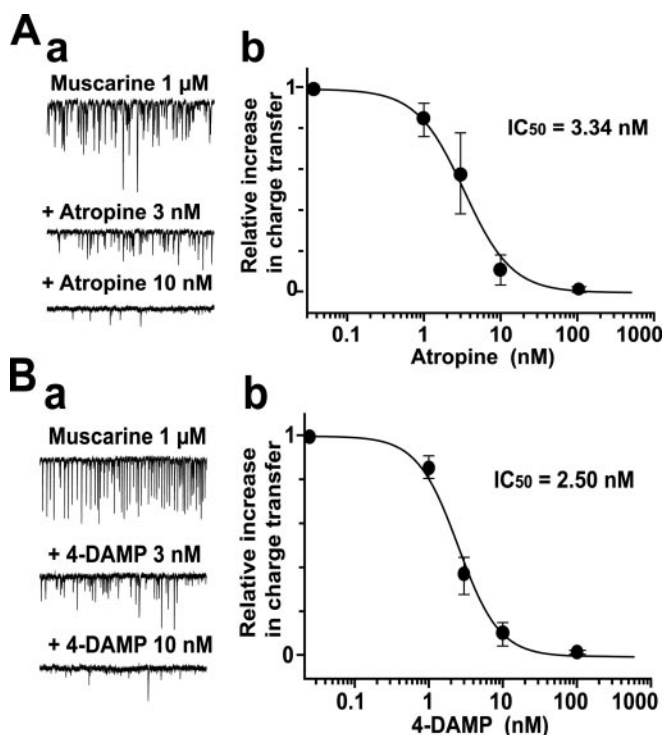 A
a
Muscarine 1 µM
+ Atropine 3 nM
+ Atropine 10 nM
b
Relative increase
in charge transfer
1
0
IC50 = 3.34 nM
0.1 1 10 100 1000
Atropine (nM)
B
a
Muscarine 1 µM
+ 4-DAMP 3 nM
+ 4-DAMP 10 nM
b
Relative increase
in charge transfer
1
0
IC50 = 2.50 nM
0.1 1 10 100 1000
4-DAMP (nM)